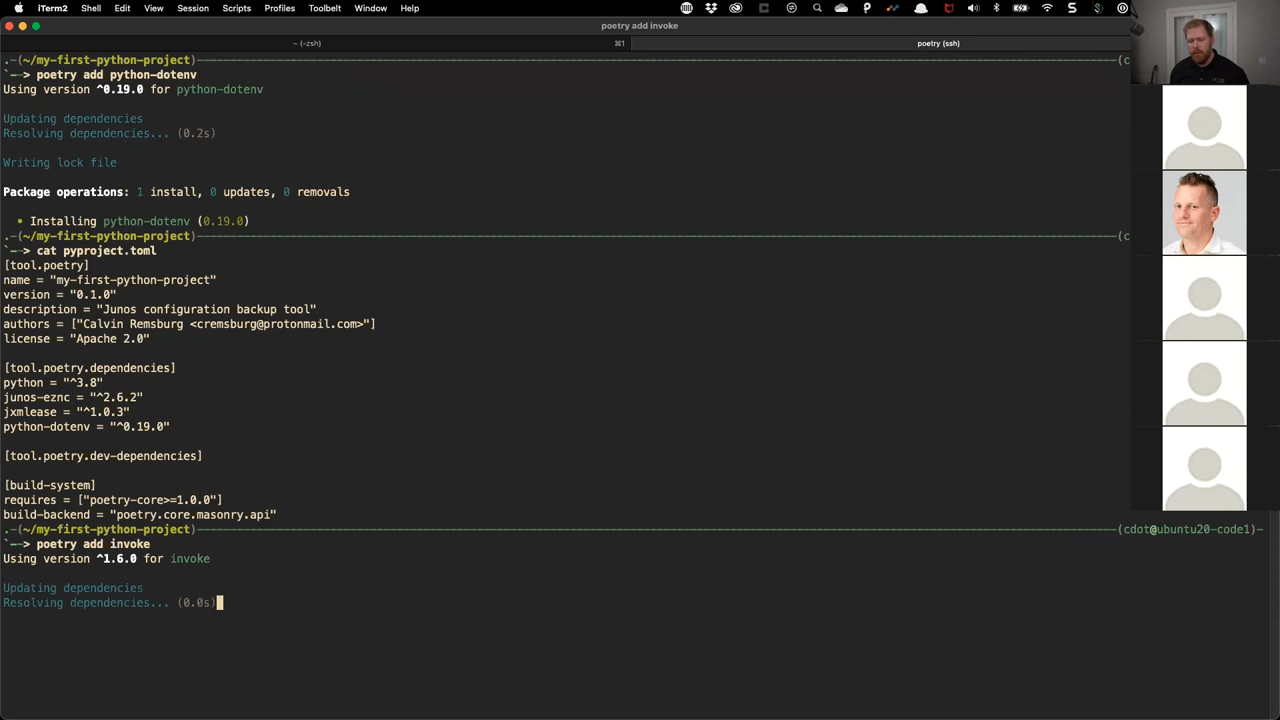 iTerm2 Shell Edit View Session Scripts Profiles Toolbelt Window Help
poetry add invoke
~ (-zsh) ⌘1 poetry (ssh)
.-(~/my-first-python-project)
`--> poetry add python-dotenv
Using version ^0.19.0 for python-dotenv
Updating dependencies
Resolving dependencies... (0.2s)
Writing lock file
Package operations: 1 install, 0 updates, 0 removals
• Installing python-dotenv (0.19.0)
.-(~/my-first-python-project)
`--> cat pyproject.toml
[tool.poetry]
name = "my-first-python-project"
version = "0.1.0"
description = "Junos configuration backup tool"
authors = ["Calvin Remsburg <cremsburg@protonmail.com>"]
license = "Apache 2.0"
[tool.poetry.dependencies]
python = "^3.8"
junos-eznc = "^2.6.2"
jxmlease = "^1.0.3"
python-dotenv = "^0.19.0"
[tool.poetry.dev-dependencies]
[build-system]
requires = ["poetry-core>=1.0.0"]
build-backend = "poetry.core.masonry.api"
.-(~/my-first-python-project) (cdot@ubuntu20-code1)-
`--> poetry add invoke
Using version ^1.6.0 for invoke
Updating dependencies
Resolving dependencies... (0.0s)